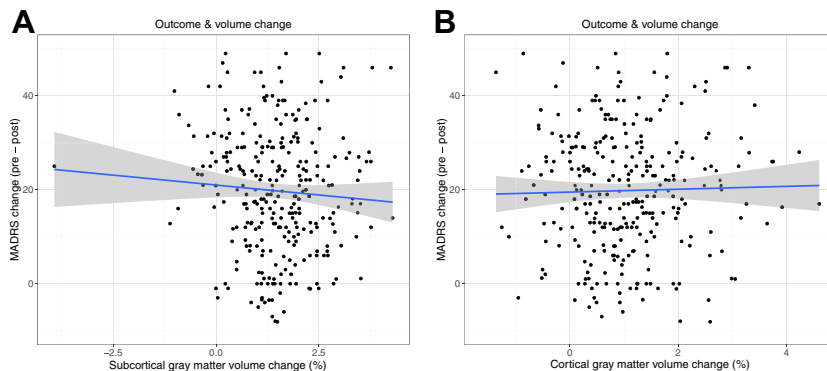 A
Outcome & volume change
MADRS change (pre – post)
40
20
0
−2.5
0.0
2.5
Subcortical gray matter volume change (%)
B
Outcome & volume change
MADRS change (pre – post)
40
20
0
0
2
4
Cortical gray matter volume change (%)